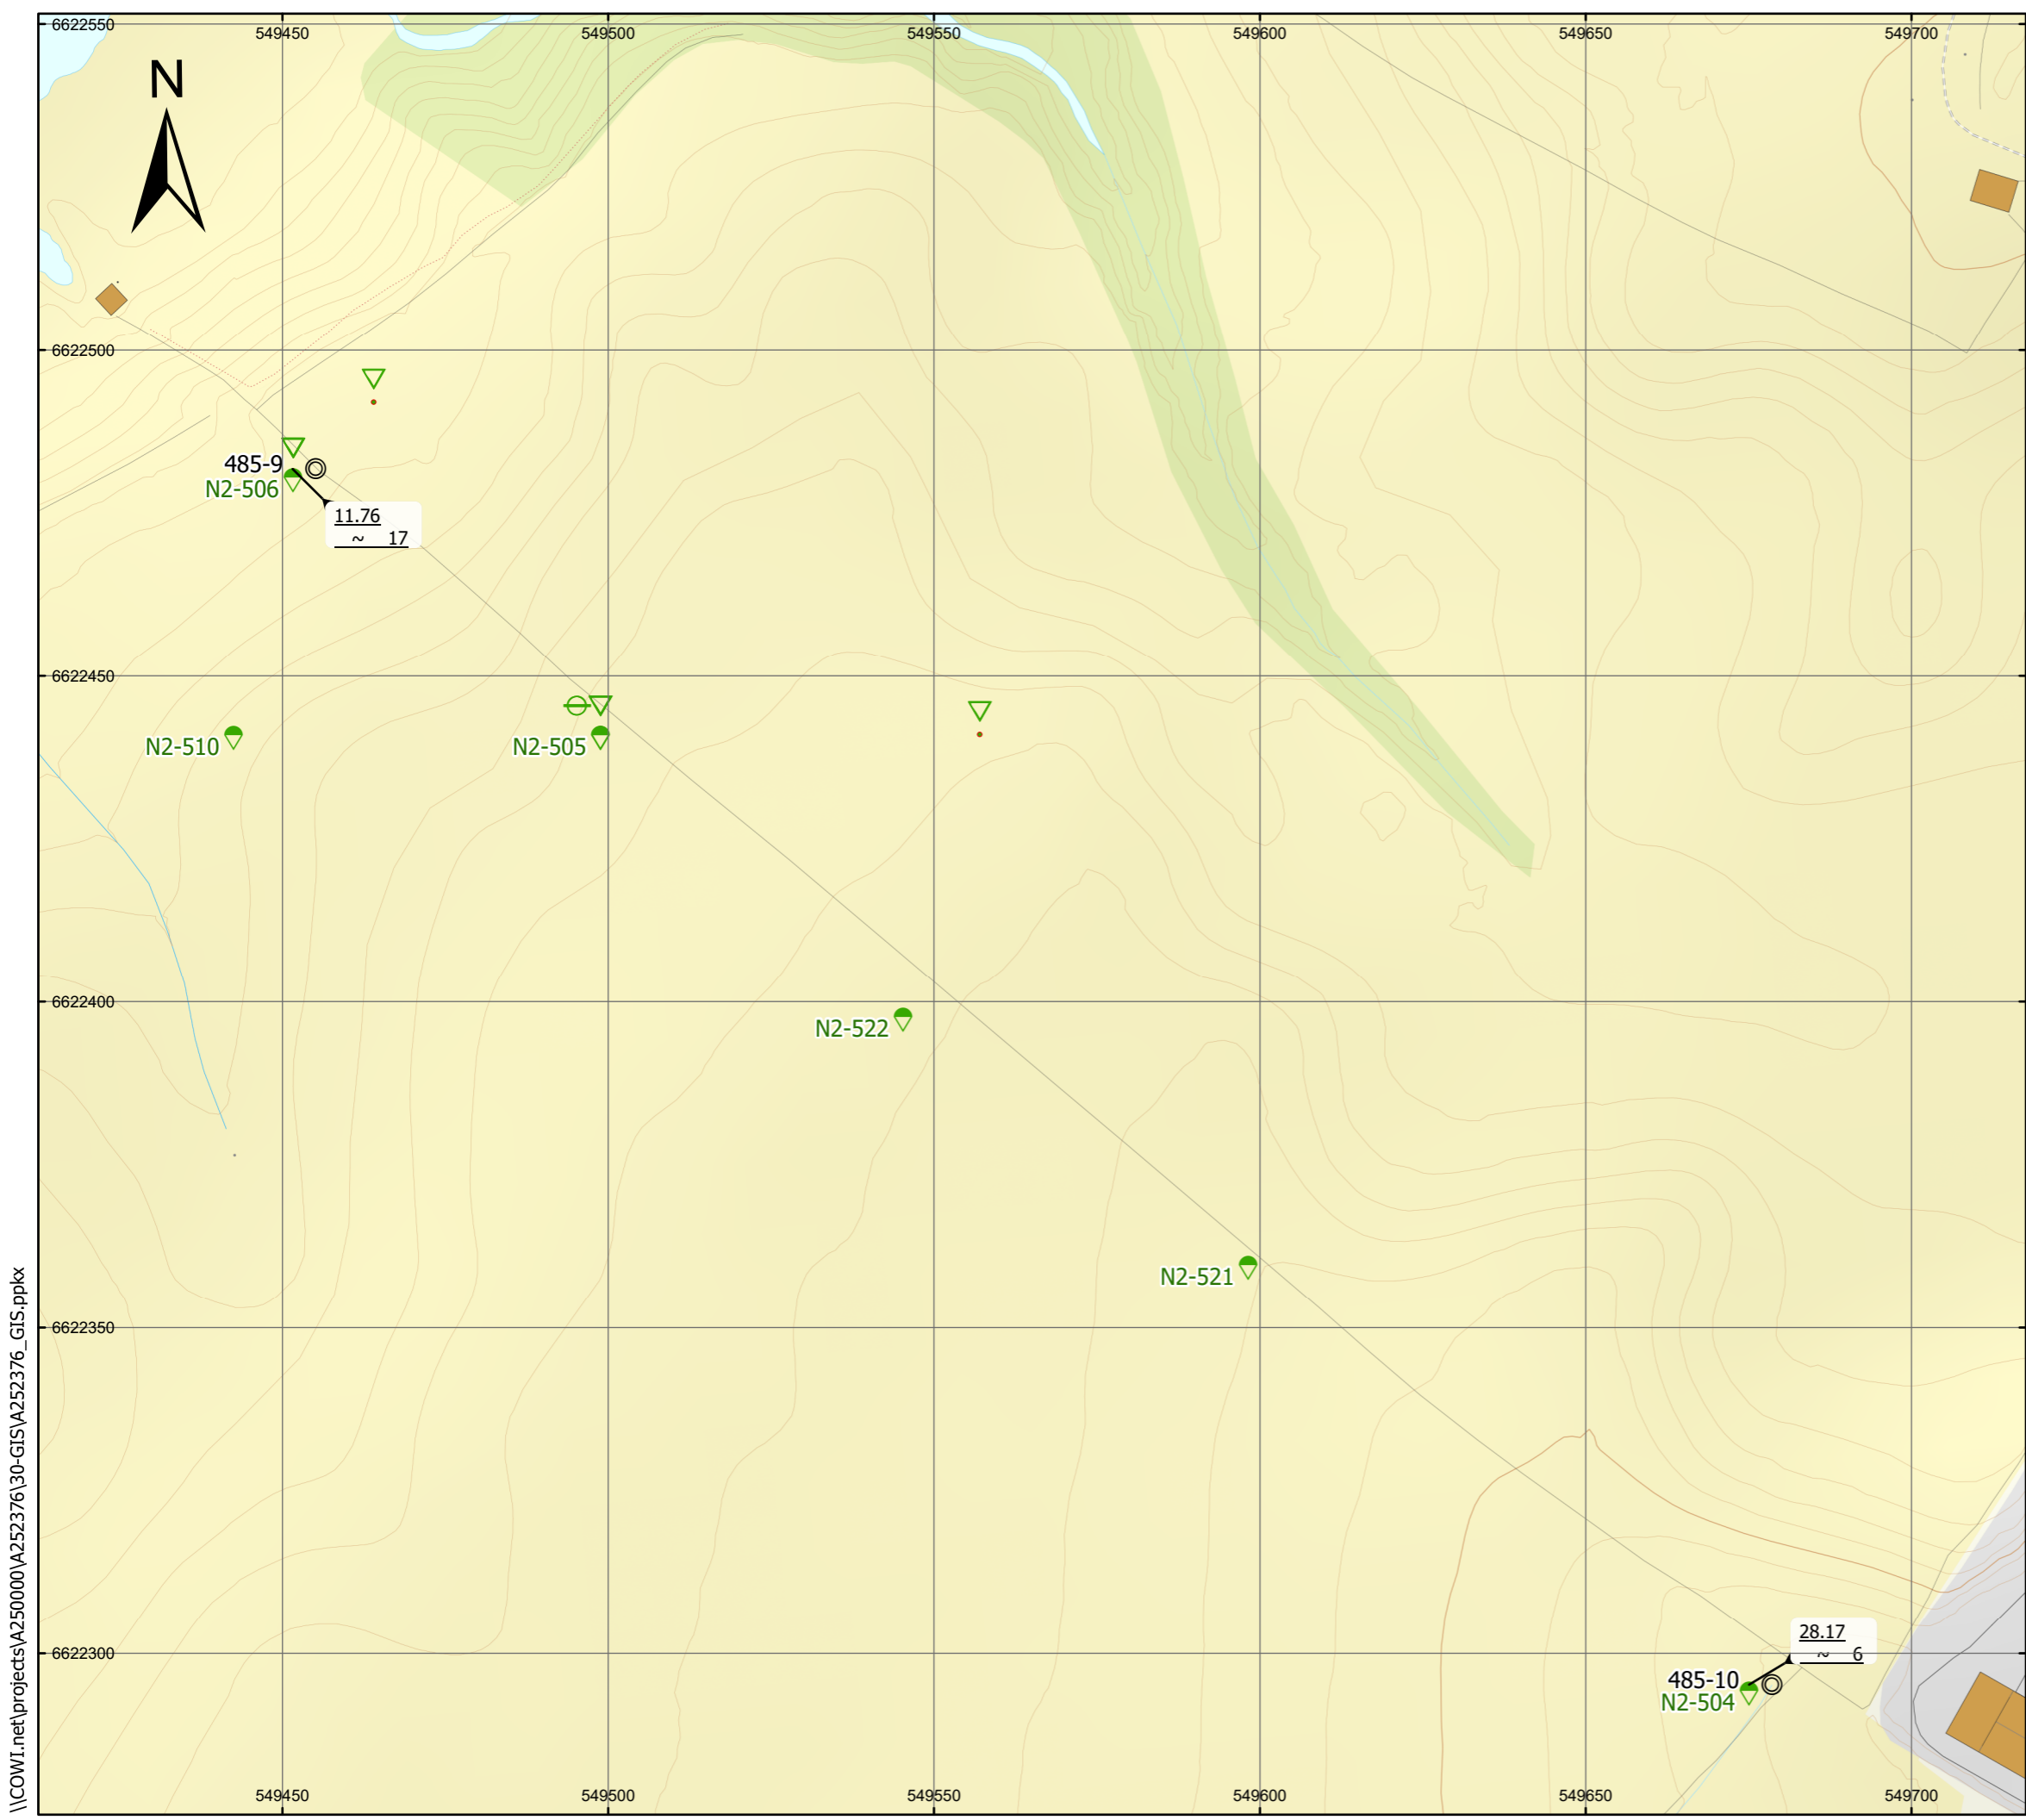 6622550
549450 549500 549550 549600 549650 549700
N
6622500
485-9
N2-506
11.76
~ 17
6622450
N2-510
N2-505
6622400
N2-522
N2-521
6622350
28.17
~ 6
6622300
485-10
N2-504
549450 549500 549550 549600 549650 549700
\\COWI.net\projects\A250000\A252376\30-GIS\A252376_GIS.ppkx